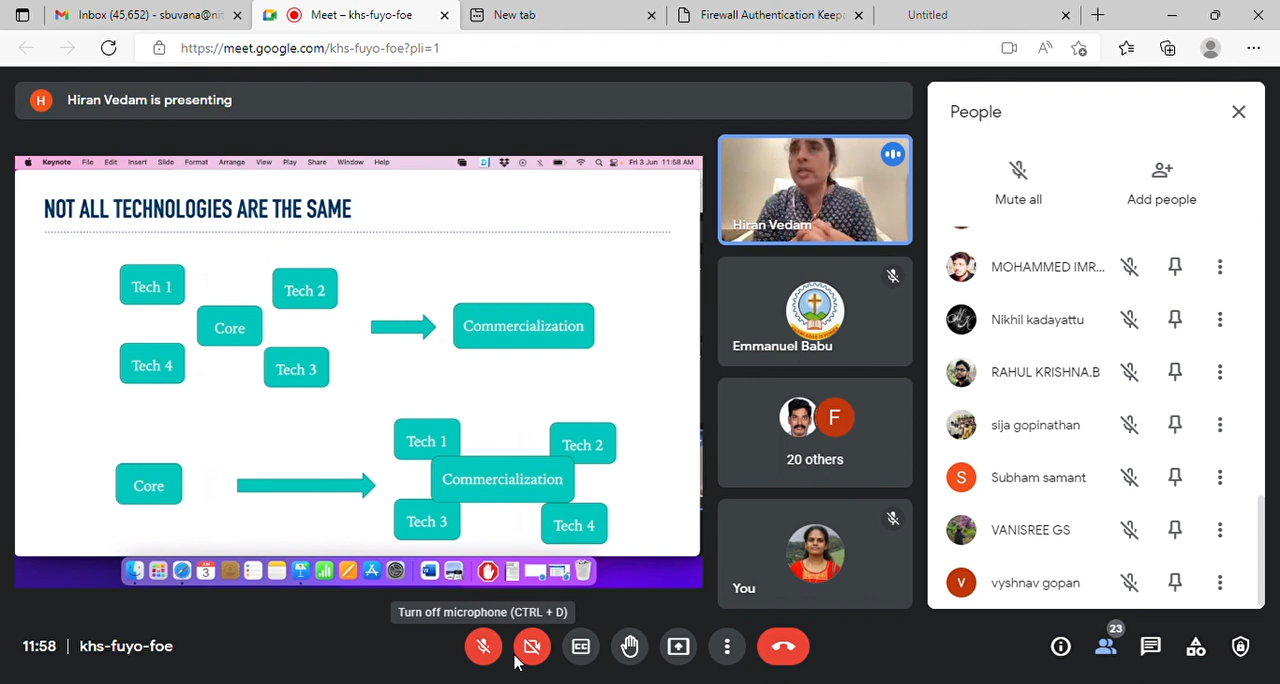 Inbox (45,652) - sbuvana@nit
Meet – khs-fuyo-foe
New tab
Firewall Authentication Keepa
Untitled
https://meet.google.com/khs-fuyo-foe?pli=1
H
Hiran Vedam is presenting
Keynote File Edit Insert Slide Format Arrange View Play Share Window Help
Fri 3 Jun 11:58 AM
NOT ALL TECHNOLOGIES ARE THE SAME
Tech 1
Tech 2
Core
Commercialization
Tech 4
Tech 3
Tech 1
Tech 2
Core
Commercialization
Tech 3
Tech 4
Hiran Vedam
Emmanuel Babu
F
20 others
You
People
Mute all
Add people
MOHAMMED IMR...
Nikhil kadayattu
RAHUL KRISHNA.B
sija gopinathan
S
Subham samant
VANISREE GS
V
vyshnav gopan
Turn off microphone (CTRL + D)
11:58 | khs-fuyo-foe
CC
23